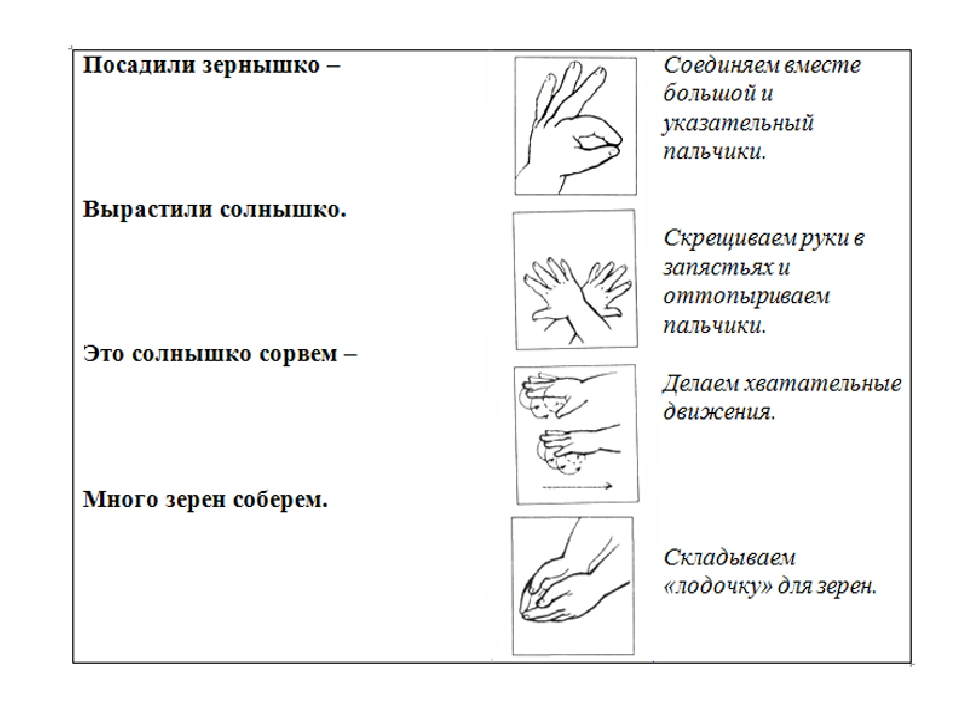 Посадили зернышко –
Соединяем вместе
большой и
указательный
пальчики.
Вырастили солнышко.
Скрещиваем руки в
запястьях и
оттопыриваем
пальчики.
Это солнышко сорвем –
Делаем хватательные
движения.
Много зерен соберем.
Складываем
«лодочку» для зерен.